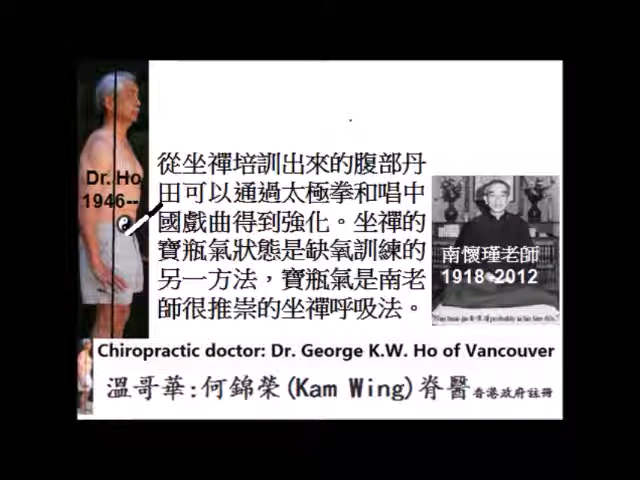 從坐禪培訓出來的腹部丹
田可以通過太極拳和唱中
國戲曲得到強化。坐禪的
寶瓶氣狀態是缺氧訓練的
另一方法，寶瓶氣是南老
師很推崇的坐禪呼吸法。
Dr. Ho
1946--
南懷瑾老師
1918-2012
Chiropractic doctor: Dr. George K.W. Ho of Vancouver
溫哥華:何錦榮(Kam Wing)脊醫香港政府註冊